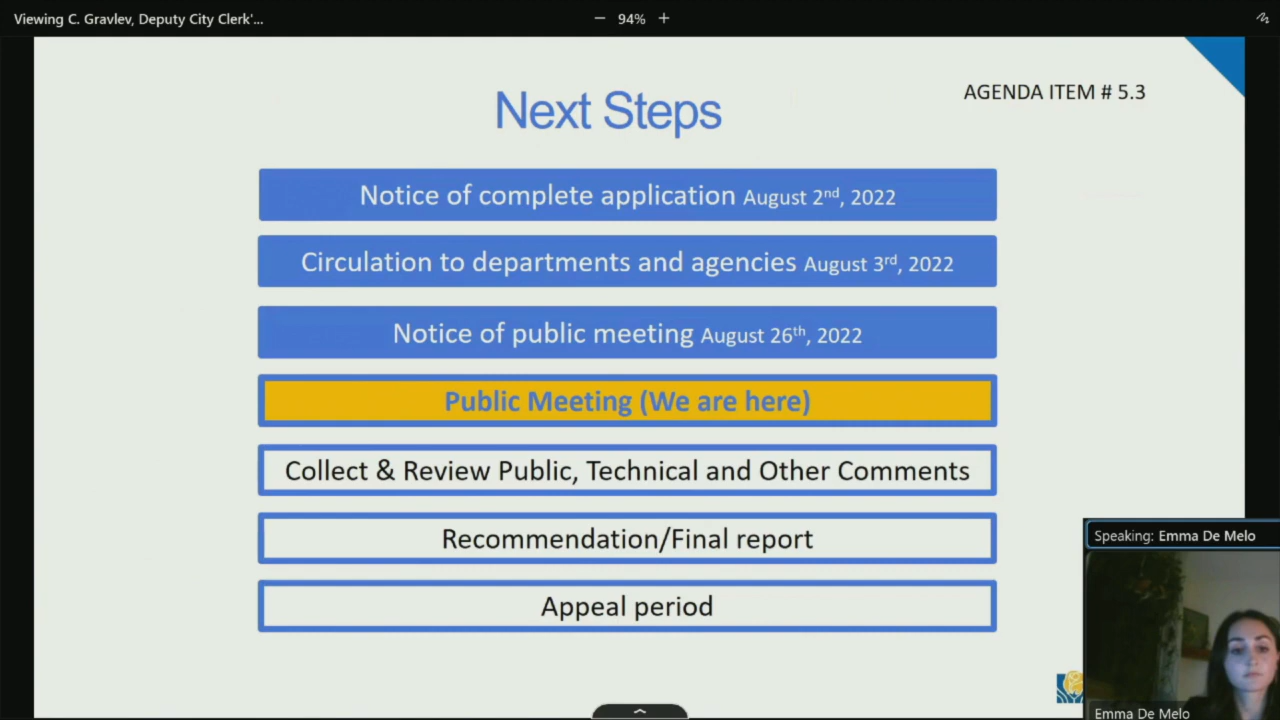 Viewing C. Gravlev, Deputy City Clerk'...
94%
AGENDA ITEM # 5.3
Next Steps
Notice of complete application August 2nd, 2022
Circulation to departments and agencies August 3rd, 2022
Notice of public meeting August 26th, 2022
Public Meeting (We are here)
Collect & Review Public, Technical and Other Comments
Recommendation/Final report
Appeal period
Speaking: Emma De Melo
Emma De Melo